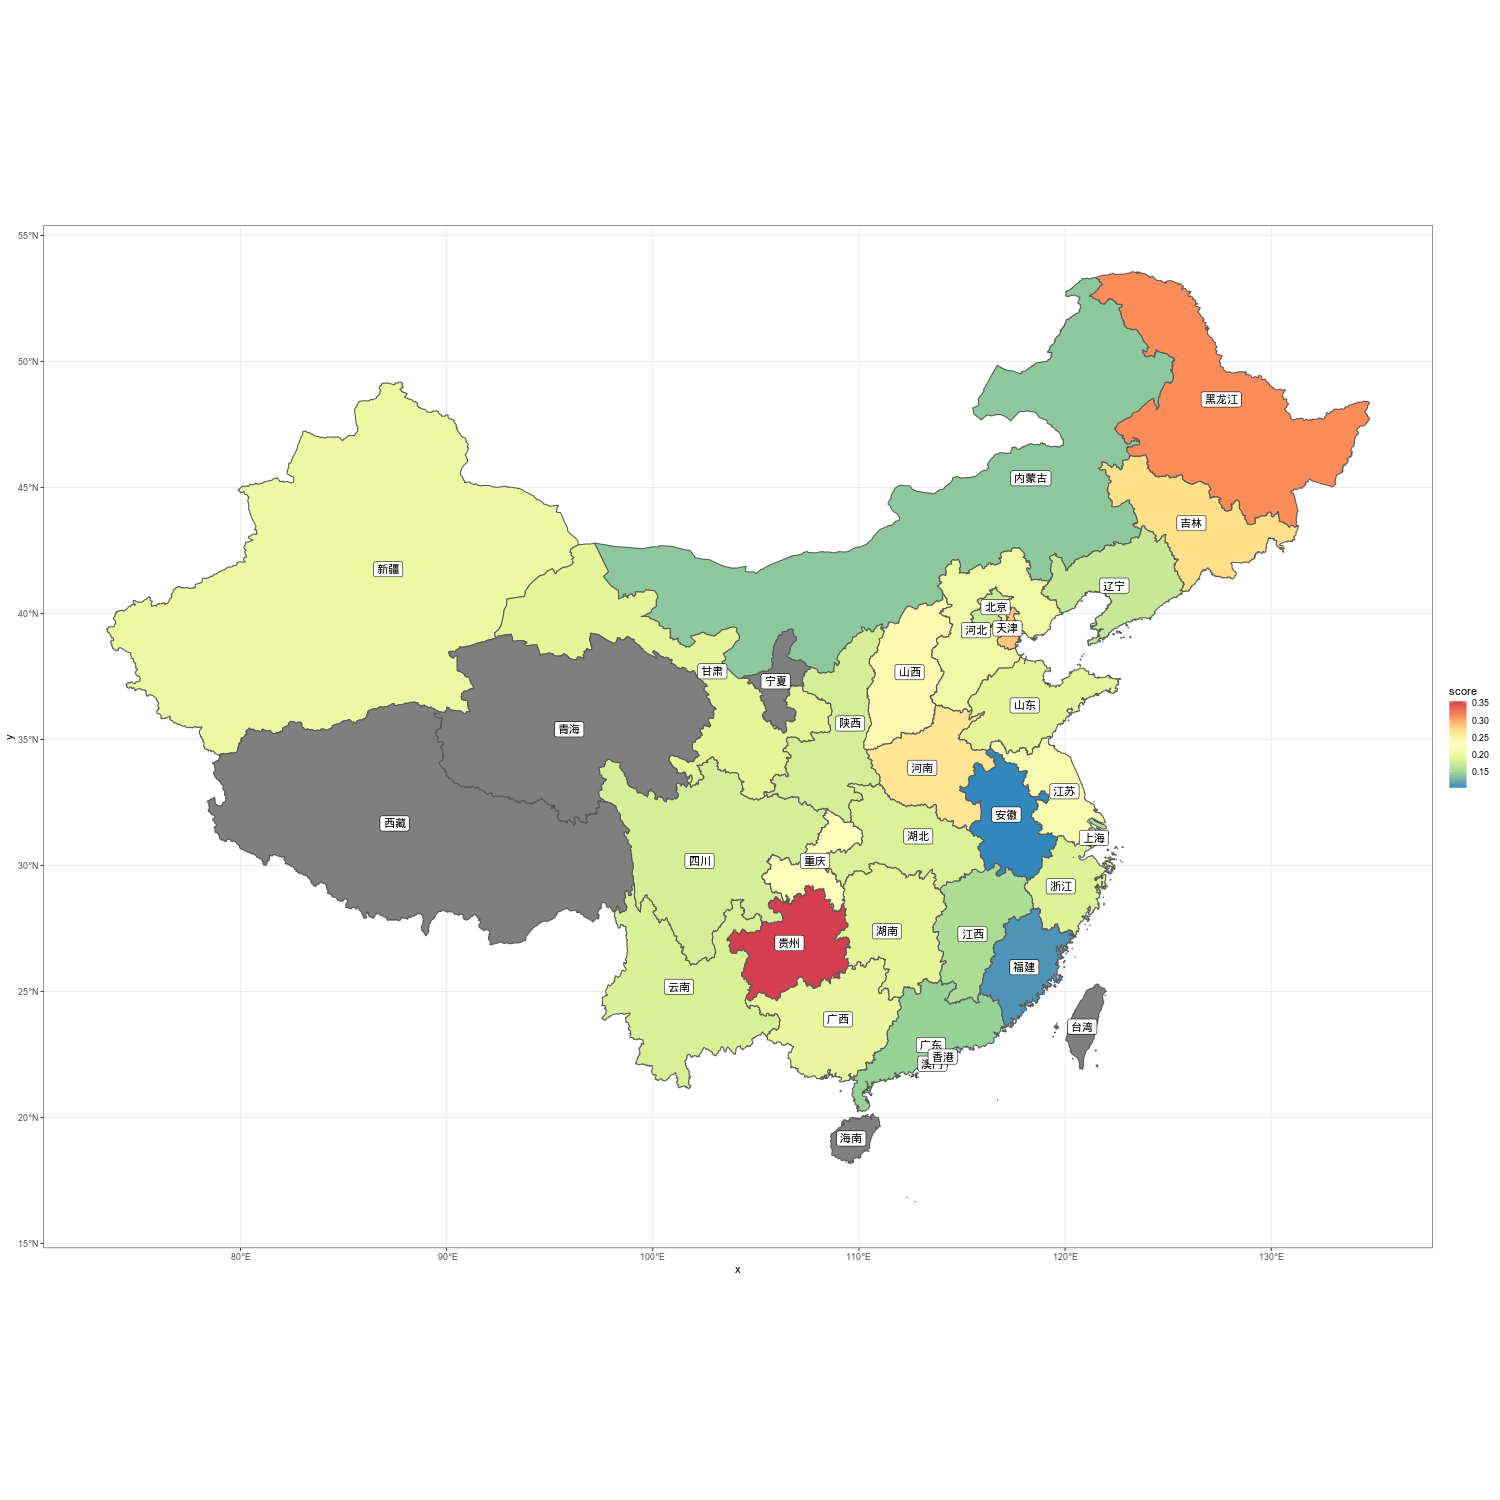 55°N
50°N
45°N
40°N
35°N
30°N
25°N
20°N
15°N
y
80°E
90°E
100°E
110°E
120°E
130°E
x
黑龙江
内蒙古
吉林
新疆
辽宁
北京
天津
河北
甘肃
山西
宁夏
山东
陕西
青海
河南
江苏
安徽
西藏
湖北
上海
四川
重庆
浙江
湖南
江西
贵州
福建
云南
广西
台湾
广东
香港
澳门
海南
score
0.35
0.30
0.25
0.20
0.15